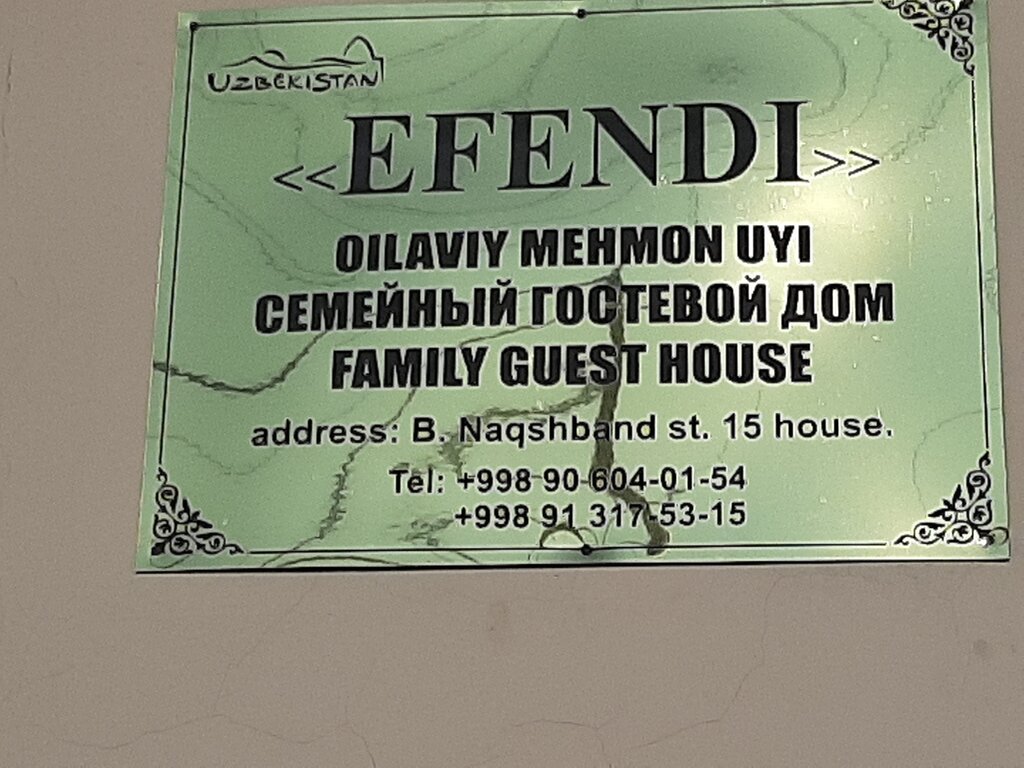 UZBEKISTAN
<<EFENDI>>
OILAVIY MEHMON UYI
СЕМЕЙНЫЙ ГОСТЕВОЙ ДОМ
FAMILY GUEST HOUSE
address: B. Naqshband st. 15 house.
Tel: +998 90 604-01-54
+998 91 317-53-15